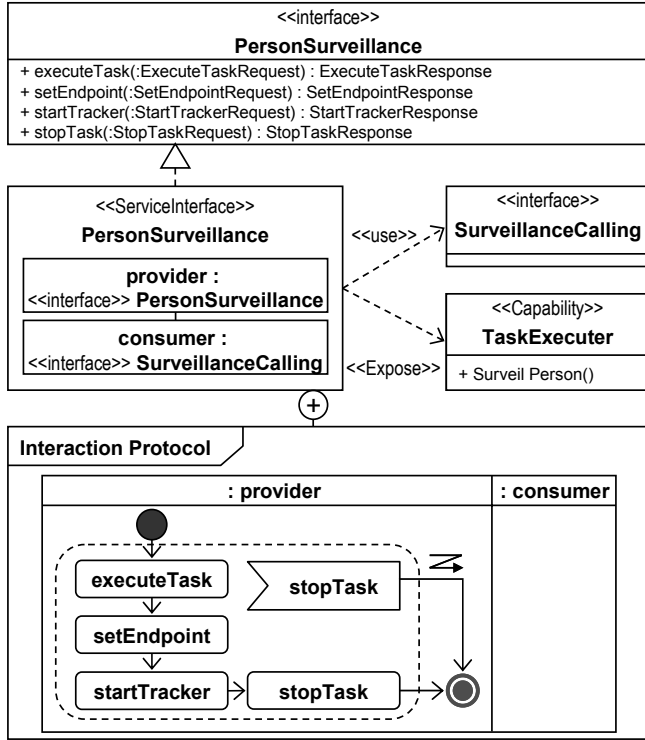 <<interface>>
PersonSurveillance
+ executeTask(:ExecuteTaskRequest) : ExecuteTaskResponse
+ setEndpoint(:SetEndpointRequest) : SetEndpointResponse
+ startTracker(:StartTrackerRequest) : StartTrackerResponse
+ stopTask(:StopTaskRequest) : StopTaskResponse
<<ServiceInterface>>
PersonSurveillance
provider :
<<interface>> PersonSurveillance
consumer :
<<interface>> SurveillanceCalling
<<use>>
<<Expose>>
<<interface>>
SurveillanceCalling
<<Capability>>
TaskExecuter
+ Surveil Person()
+
Interaction Protocol
: provider
: consumer
executeTask
setEndpoint
startTracker
stopTask
stopTask